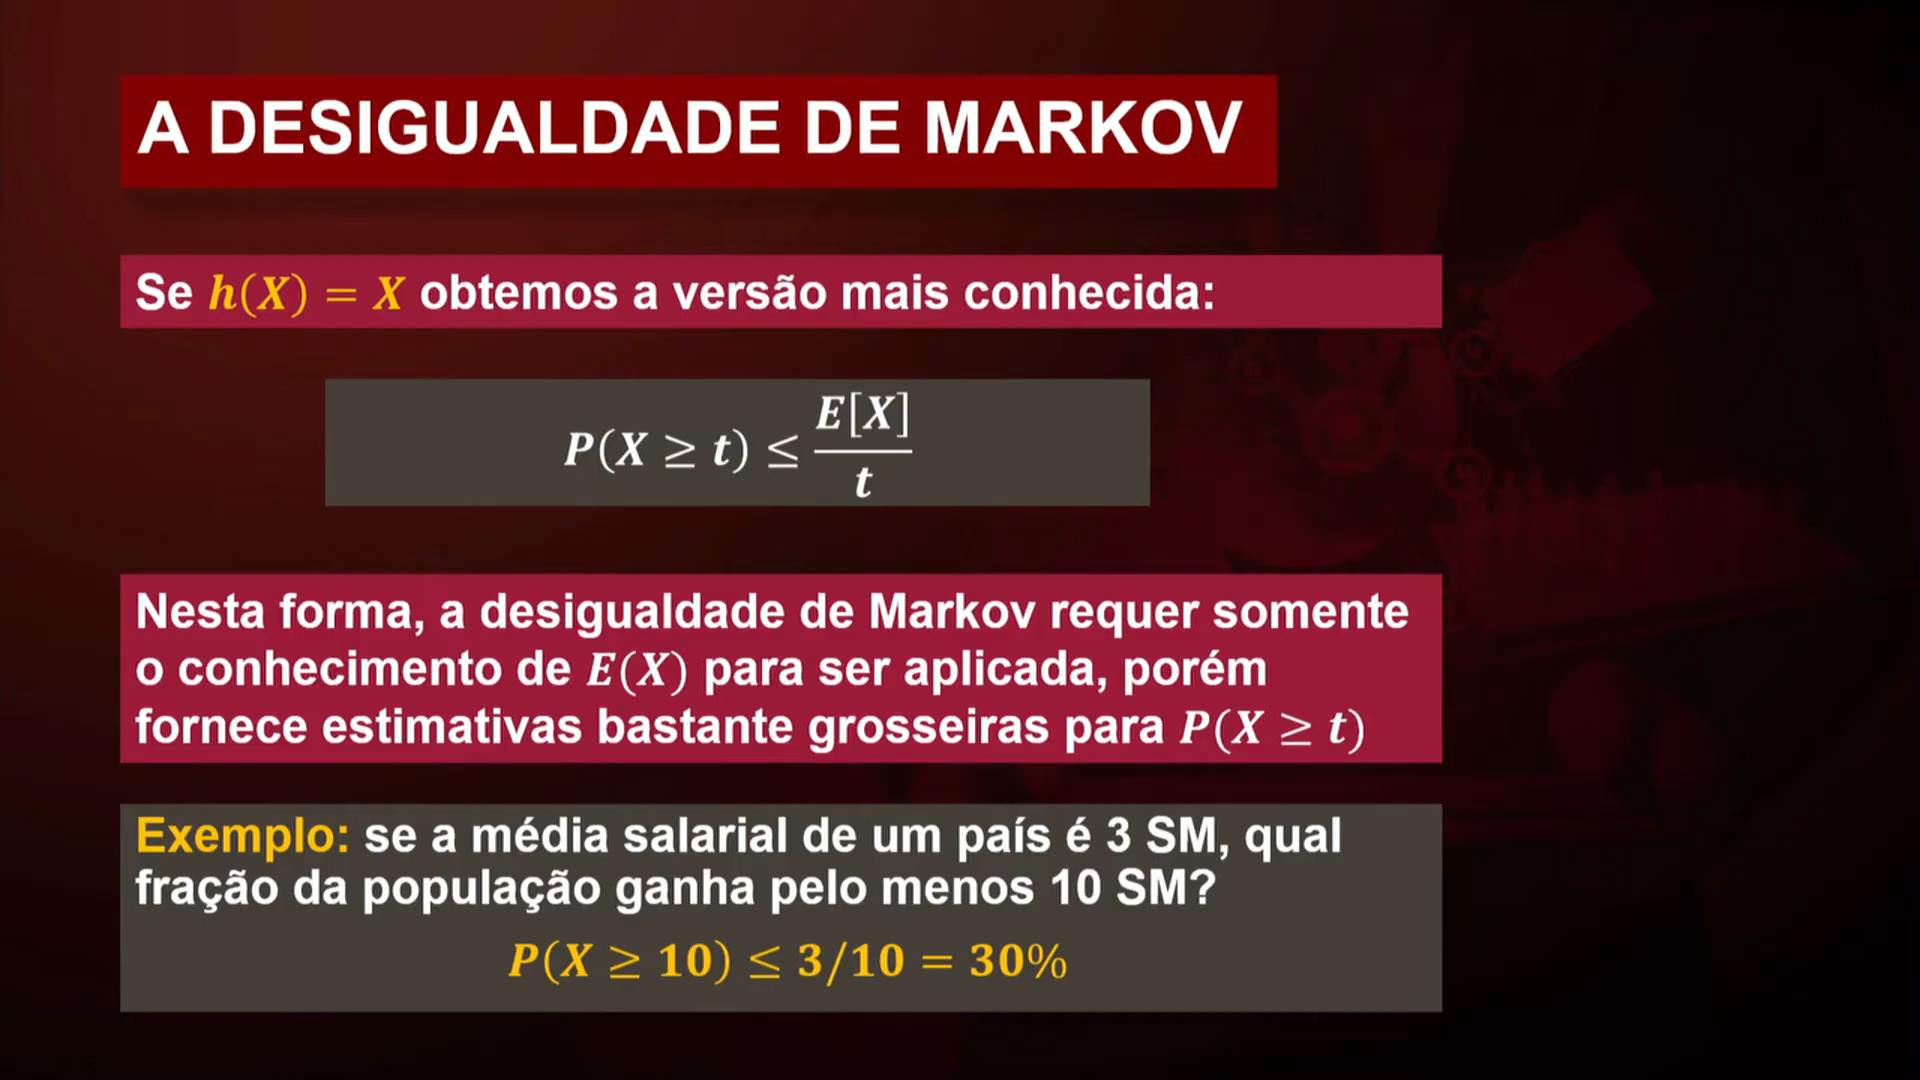 A DESIGUALDADE DE MARKOV
Se h(X) = X obtemos a versão mais conhecida:
P(X ≥ t) ≤ E[X] / t
Nesta forma, a desigualdade de Markov requer somente
o conhecimento de E(X) para ser aplicada, porém
fornece estimativas bastante grosseiras para P(X ≥ t)
Exemplo: se a média salarial de um país é 3 SM, qual
fração da população ganha pelo menos 10 SM?
P(X ≥ 10) ≤ 3/10 = 30%